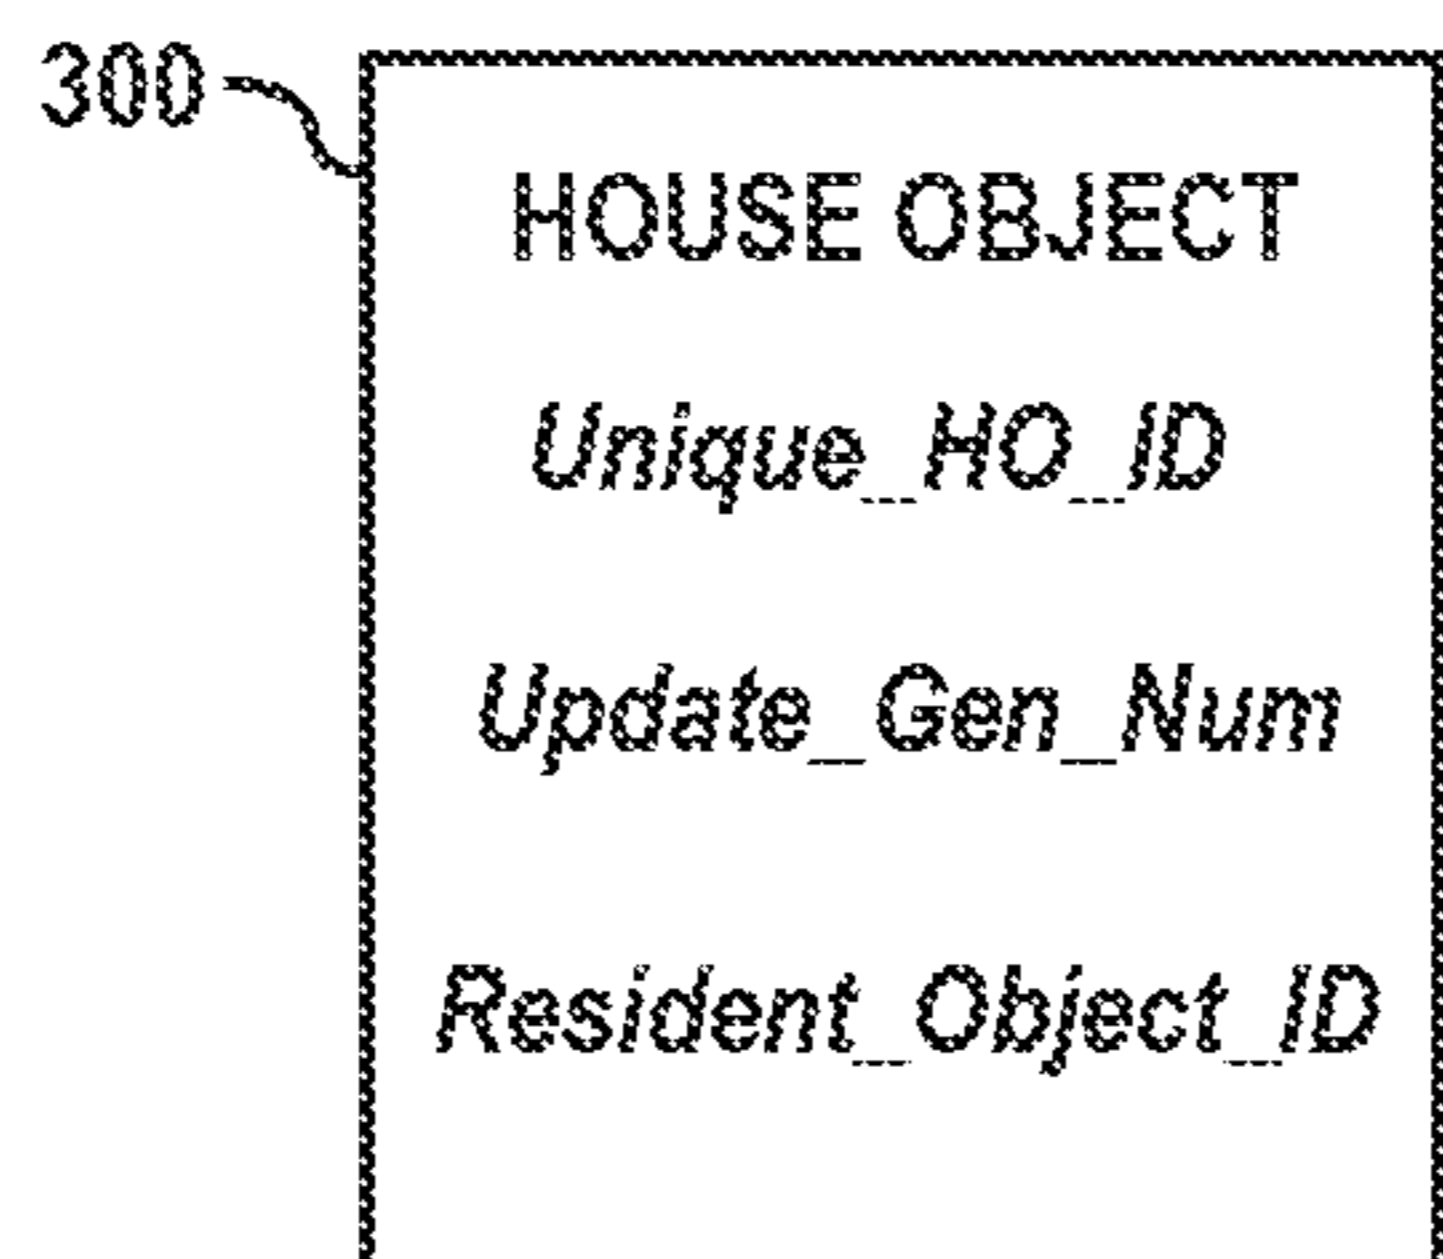 300
HOUSE OBJECT
Unique_HO_ID
Update_Gen_Num
Resident_Object_ID